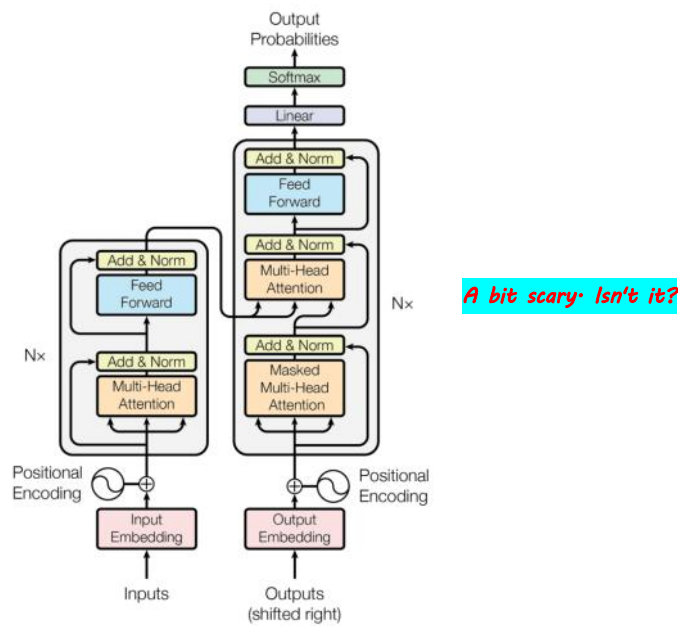 Output
Probabilities
Softmax
Linear
Add & Norm
Feed
Forward
Add & Norm
Multi-Head
Attention
Add & Norm
Masked
Multi-Head
Attention
Nx
Add & Norm
Feed
Forward
Add & Norm
Multi-Head
Attention
Nx
Positional
Encoding
Positional
Encoding
Input
Embedding
Output
Embedding
Inputs
Outputs
(shifted right)
A bit scary. Isn't it?